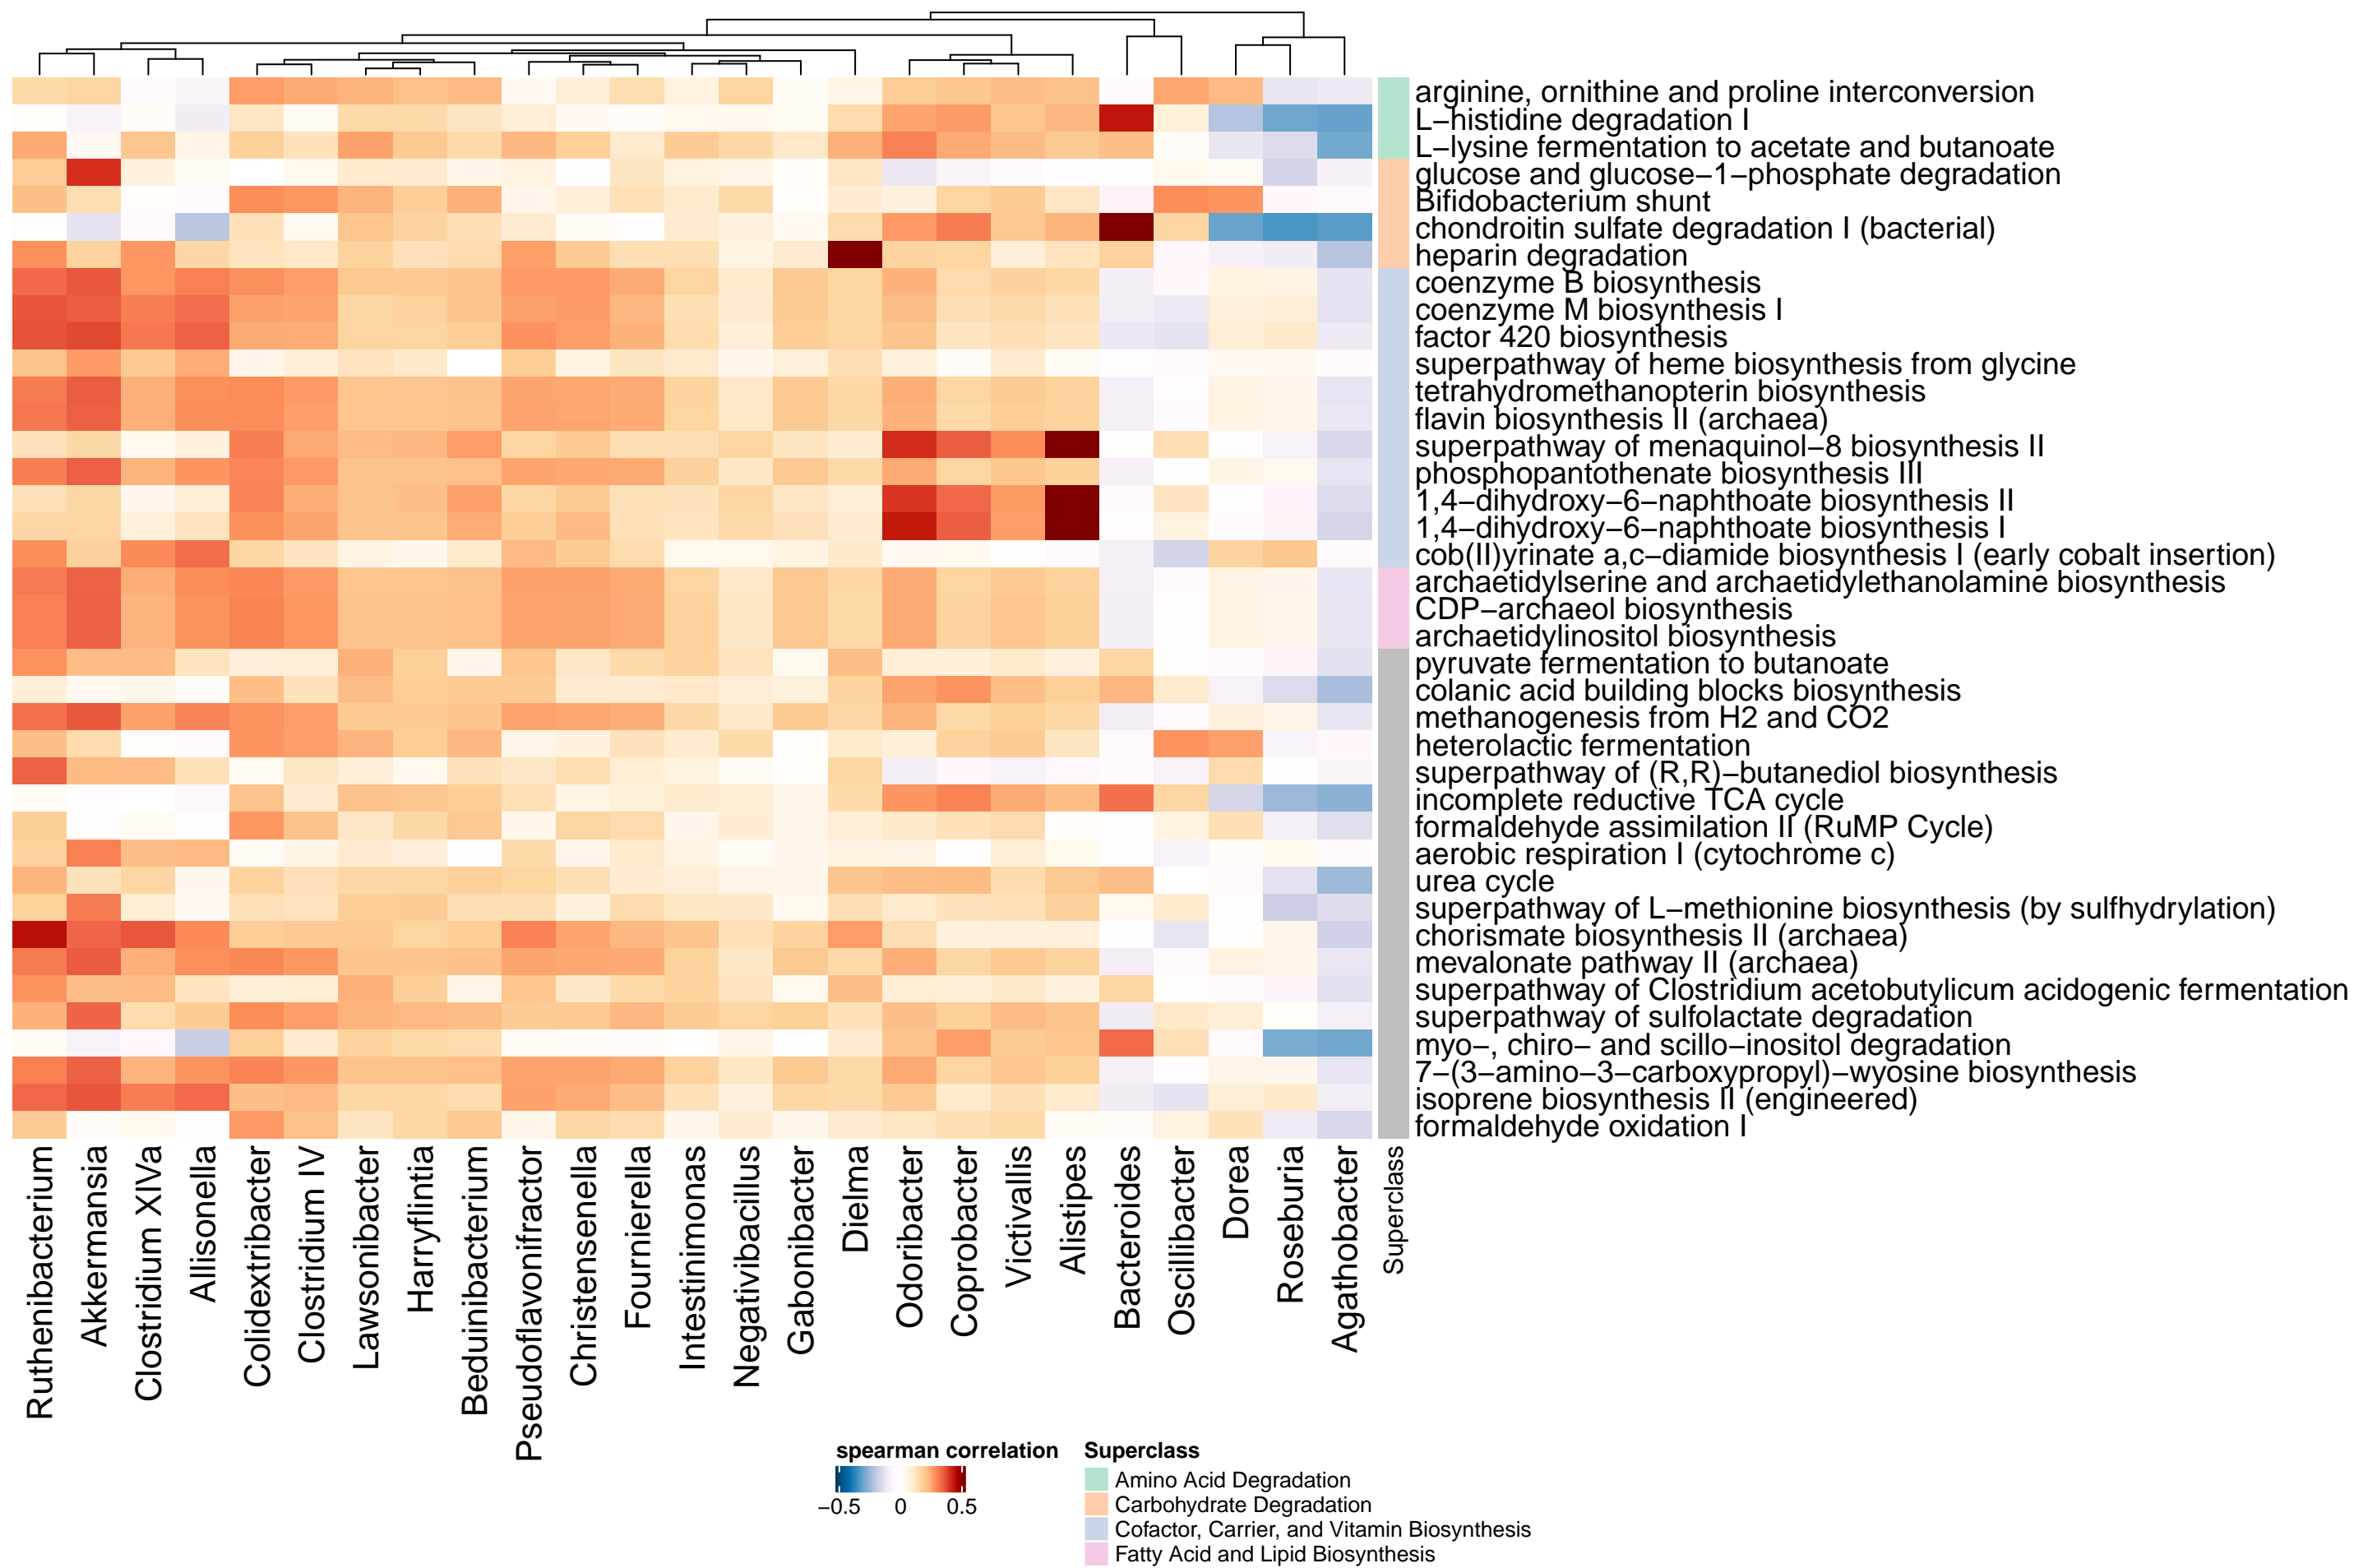 arginine, ornithine and proline interconversion
L−histidine degradation I
L−lysine fermentation to acetate and butanoate
glucose and glucose−1−phosphate degradation
Bifidobacterium shunt
chondroitin sulfate degradation I (bacterial)
heparin degradation
coenzyme B biosynthesis
coenzyme M biosynthesis I
factor 420 biosynthesis
superpathway of heme biosynthesis from glycine
tetrahydromethanopterin biosynthesis
flavin biosynthesis II (archaea)
superpathway of menaquinol−8 biosynthesis II
phosphopantothenate biosynthesis III
1,4−dihydroxy−6−naphthoate biosynthesis II
1,4−dihydroxy−6−naphthoate biosynthesis I
cob(II)yrinate a,c−diamide biosynthesis I (early cobalt insertion)
archaetidylserine and archaetidylethanolamine biosynthesis
CDP−archaeol biosynthesis
archaetidylinositol biosynthesis
pyruvate fermentation to butanoate
colanic acid building blocks biosynthesis
methanogenesis from H2 and CO2
heterolactic fermentation
superpathway of (R,R)−butanediol biosynthesis
incomplete reductive TCA cycle
formaldehyde assimilation II (RuMP Cycle)
aerobic respiration I (cytochrome c)
urea cycle
superpathway of L−methionine biosynthesis (by sulfhydrylation)
chorismate biosynthesis II (archaea)
mevalonate pathway II (archaea)
superpathway of Clostridium acetobutylicum acidogenic fermentation
superpathway of sulfolactate degradation
myo−, chiro− and scillo−inositol degradation
7−(3−amino−3−carboxypropyl)−wyosine biosynthesis
isoprene biosynthesis II (engineered)
formaldehyde oxidation I
Ruthenibacterium
Akkermansia
Clostridium XIVa
Allisonella
Colidextribacter
Clostridium IV
Lawsonibacter
Harryflintia
Beduinibacterium
Pseudoflavonifractor
Christensenella
Fournierella
Intestinimonas
Negativibacillus
Gabonibacter
Dielma
Odoribacter
Coprobacter
Victivallis
Alistipes
Bacteroides
Oscillibacter
Dorea
Roseburia
Agathobacter
Superclass
spearman correlation
−0.5 0 0.5
Superclass
Amino Acid Degradation
Carbohydrate Degradation
Cofactor, Carrier, and Vitamin Biosynthesis
Fatty Acid and Lipid Biosynthesis